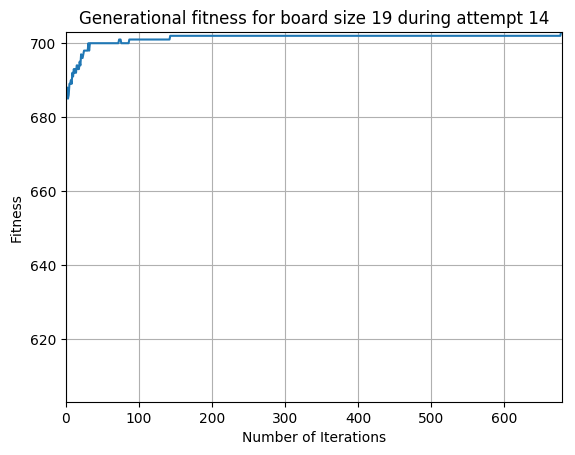 Generational fitness for board size 19 during attempt 14
700
680
660
640
620
Fitness
0 100 200 300 400 500 600
Number of Iterations